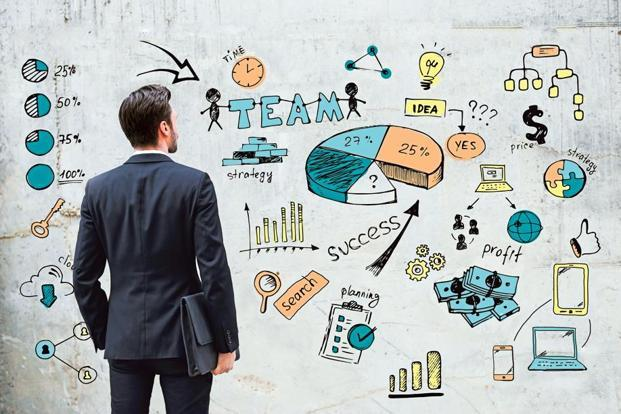 TIME
25%
50%
75%
100%
TEAM
IDEA
???
YES
$
price
strategy
strategy
27%
25%
?
success
profit
search
planning